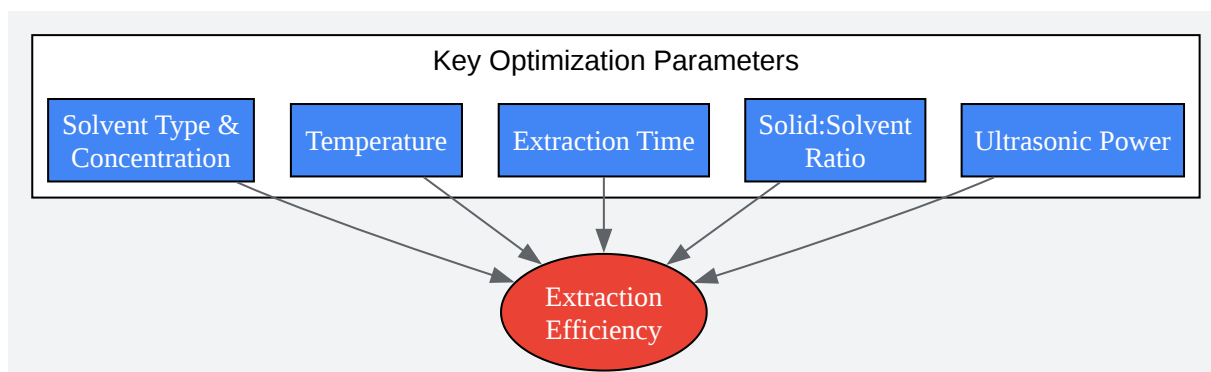 Key Optimization Parameters
Solvent Type &
Concentration
Temperature
Extraction Time
Solid:Solvent
Ratio
Ultrasonic Power
Extraction
Efficiency